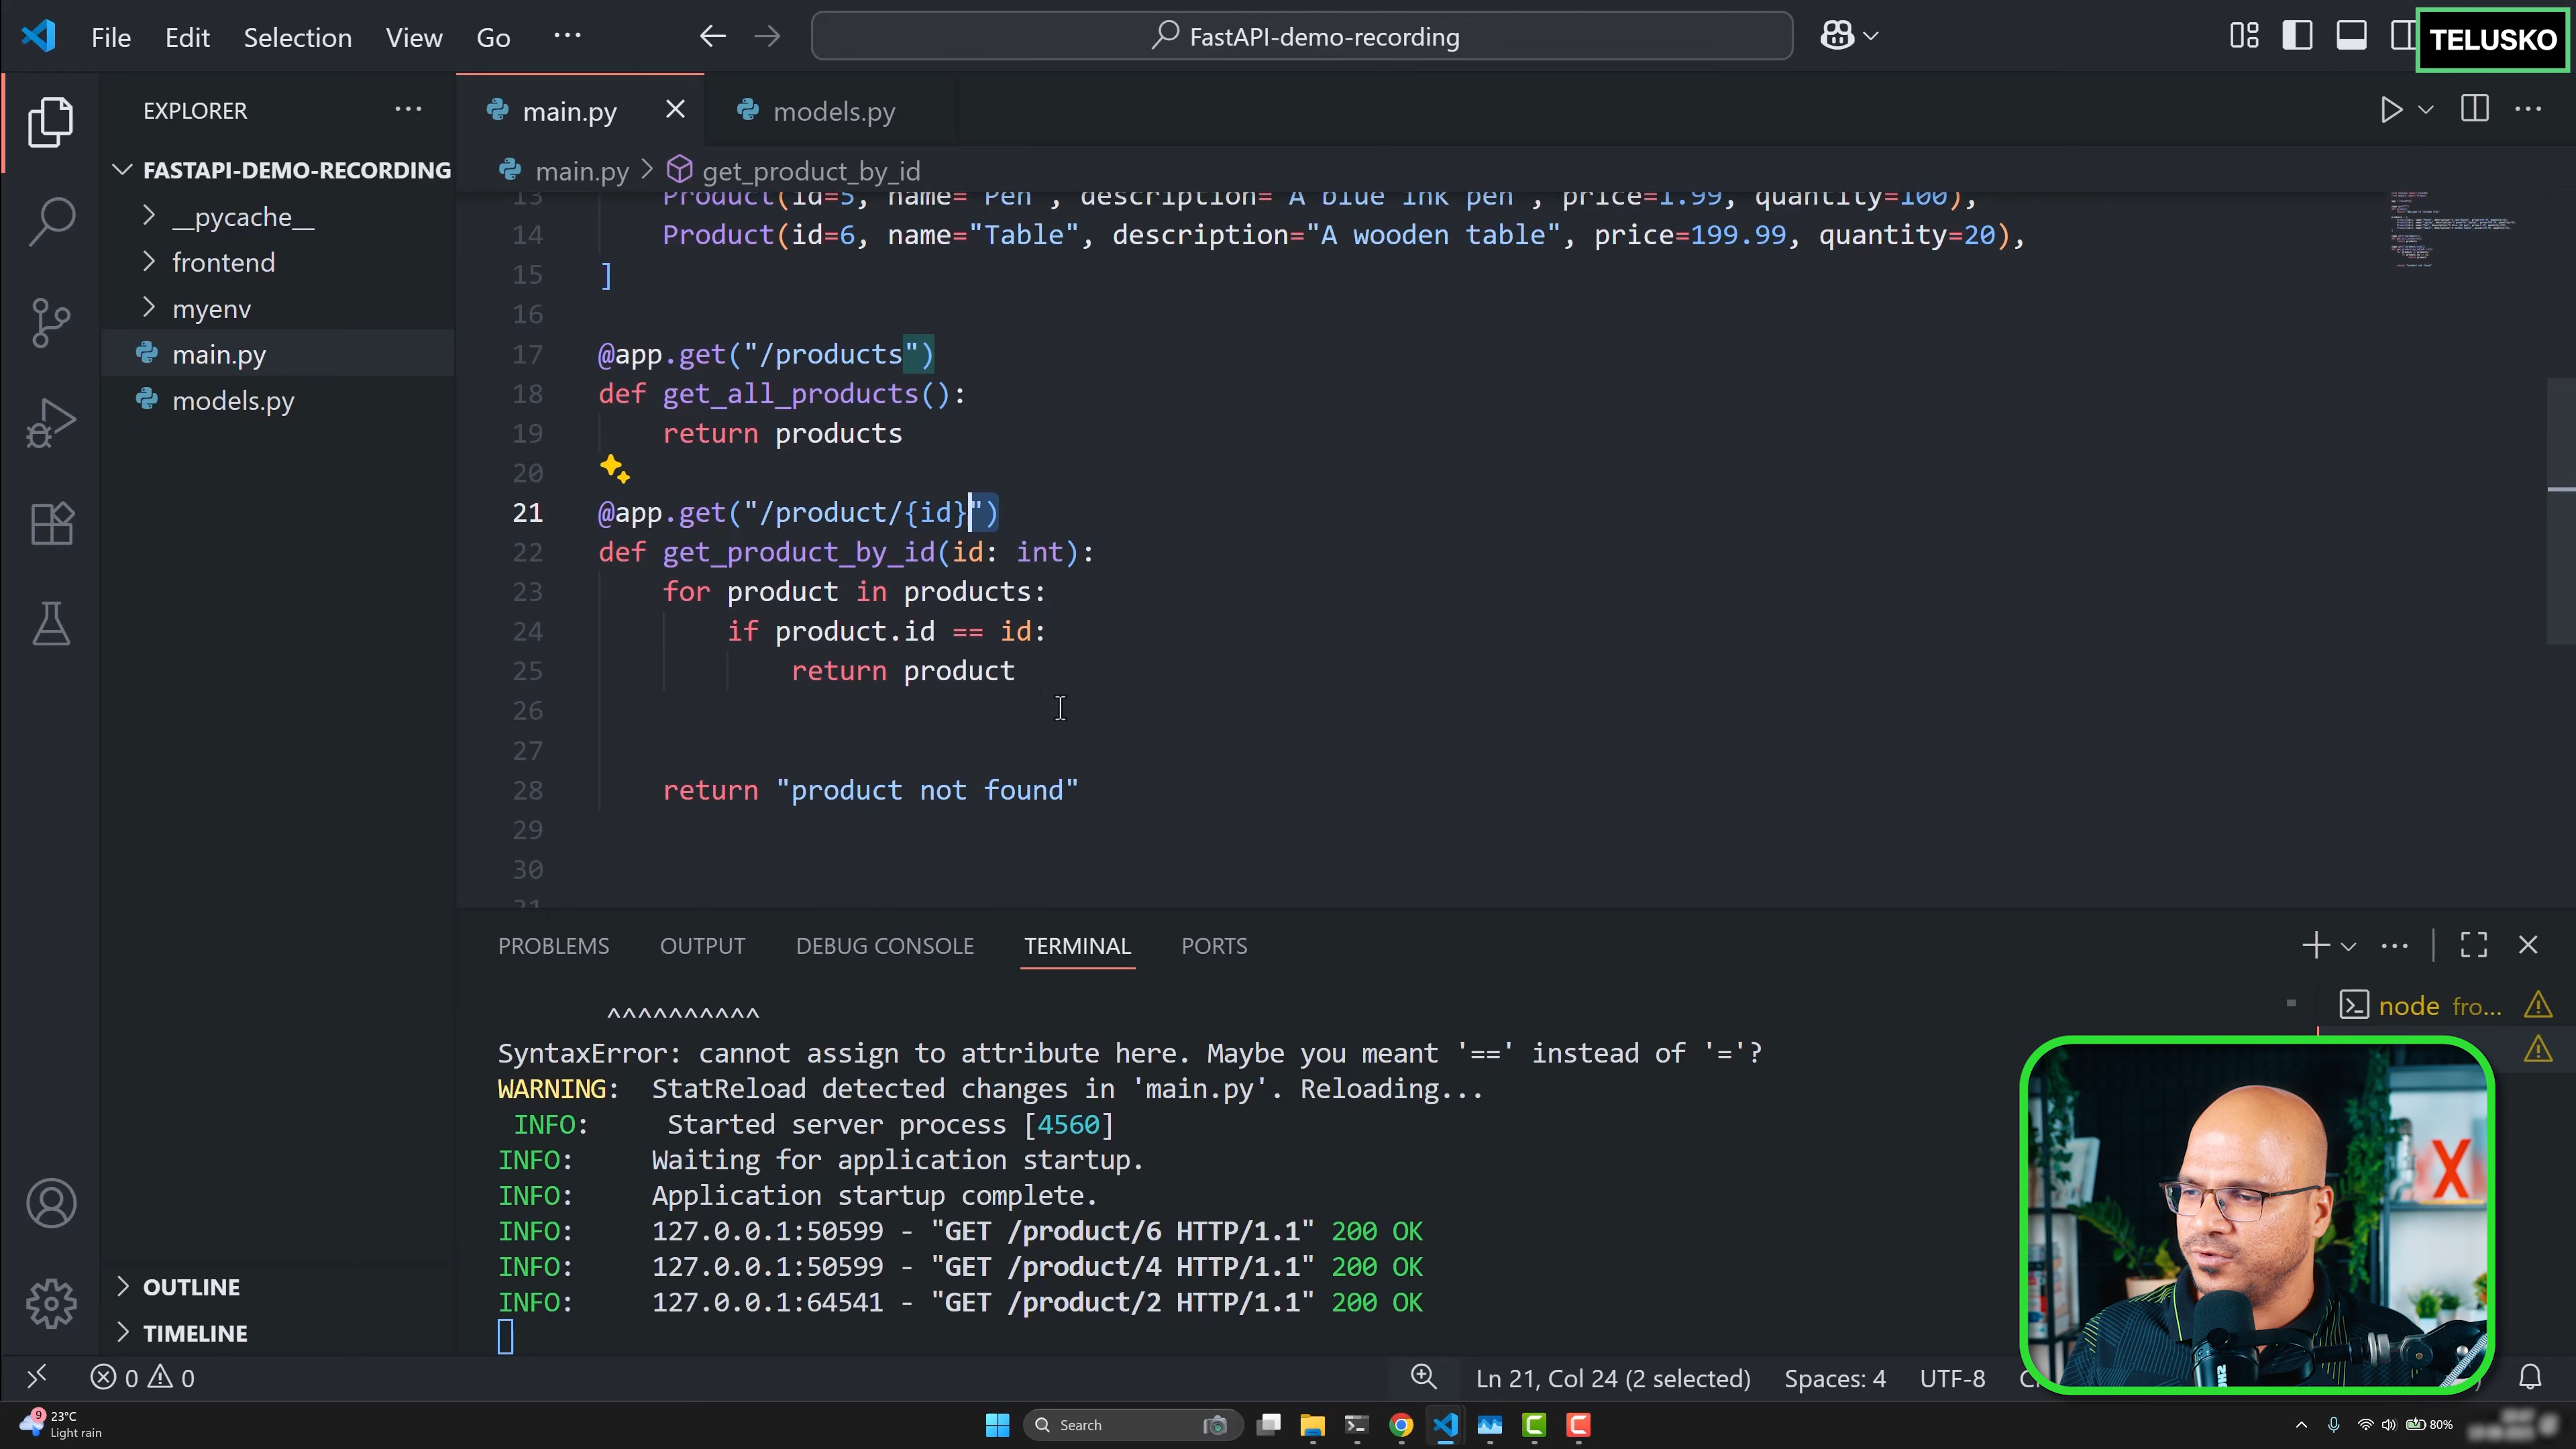 File Edit Selection View Go ···
FastAPI-demo-recording
TELUSKO
EXPLORER
main.py
models.py
FASTAPI-DEMO-RECORDING
main.py > get_product_by_id
__pycache__
frontend
myenv
main.py
models.py
13 Product(id=5, name="Pen", description="A blue ink pen", price=1.99, quantity=100),
14 Product(id=6, name="Table", description="A wooden table", price=199.99, quantity=20),
15 ]
16
17 @app.get("/products")
18 def get_all_products():
19 return products
20
21 @app.get("/product/{id}")
22 def get_product_by_id(id: int):
23 for product in products:
24 if product.id == id:
25 return product
26
27
28 return "product not found"
29
30
31
PROBLEMS OUTPUT DEBUG CONSOLE TERMINAL PORTS
^^^^^^^^^^
SyntaxError: cannot assign to attribute here. Maybe you meant '==' instead of '='?
WARNING: StatReload detected changes in 'main.py'. Reloading...
INFO: Started server process [4560]
INFO: Waiting for application startup.
INFO: Application startup complete.
INFO: 127.0.0.1:50599 - "GET /product/6 HTTP/1.1" 200 OK
INFO: 127.0.0.1:50599 - "GET /product/4 HTTP/1.1" 200 OK
INFO: 127.0.0.1:64541 - "GET /product/2 HTTP/1.1" 200 OK
node fro...
X
OUTLINE
TIMELINE
0 0
Ln 21, Col 24 (2 selected) Spaces: 4 UTF-8
9
23°C
Light rain
Search
80%